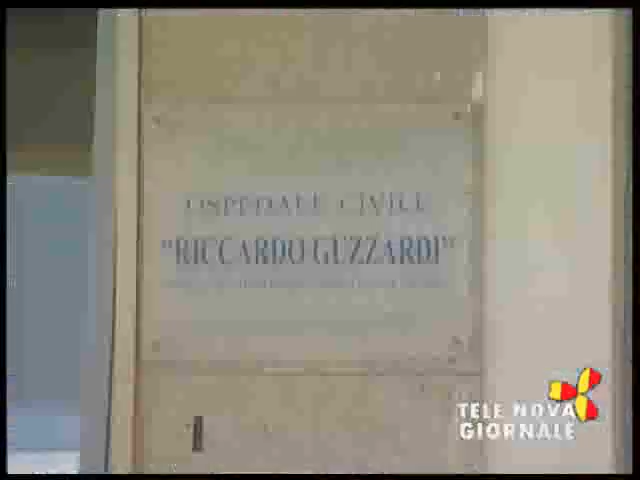 OSPEDALE CIVILE
"RICCARDO GUZZARDI"
TELE NOVA
GIORNALE